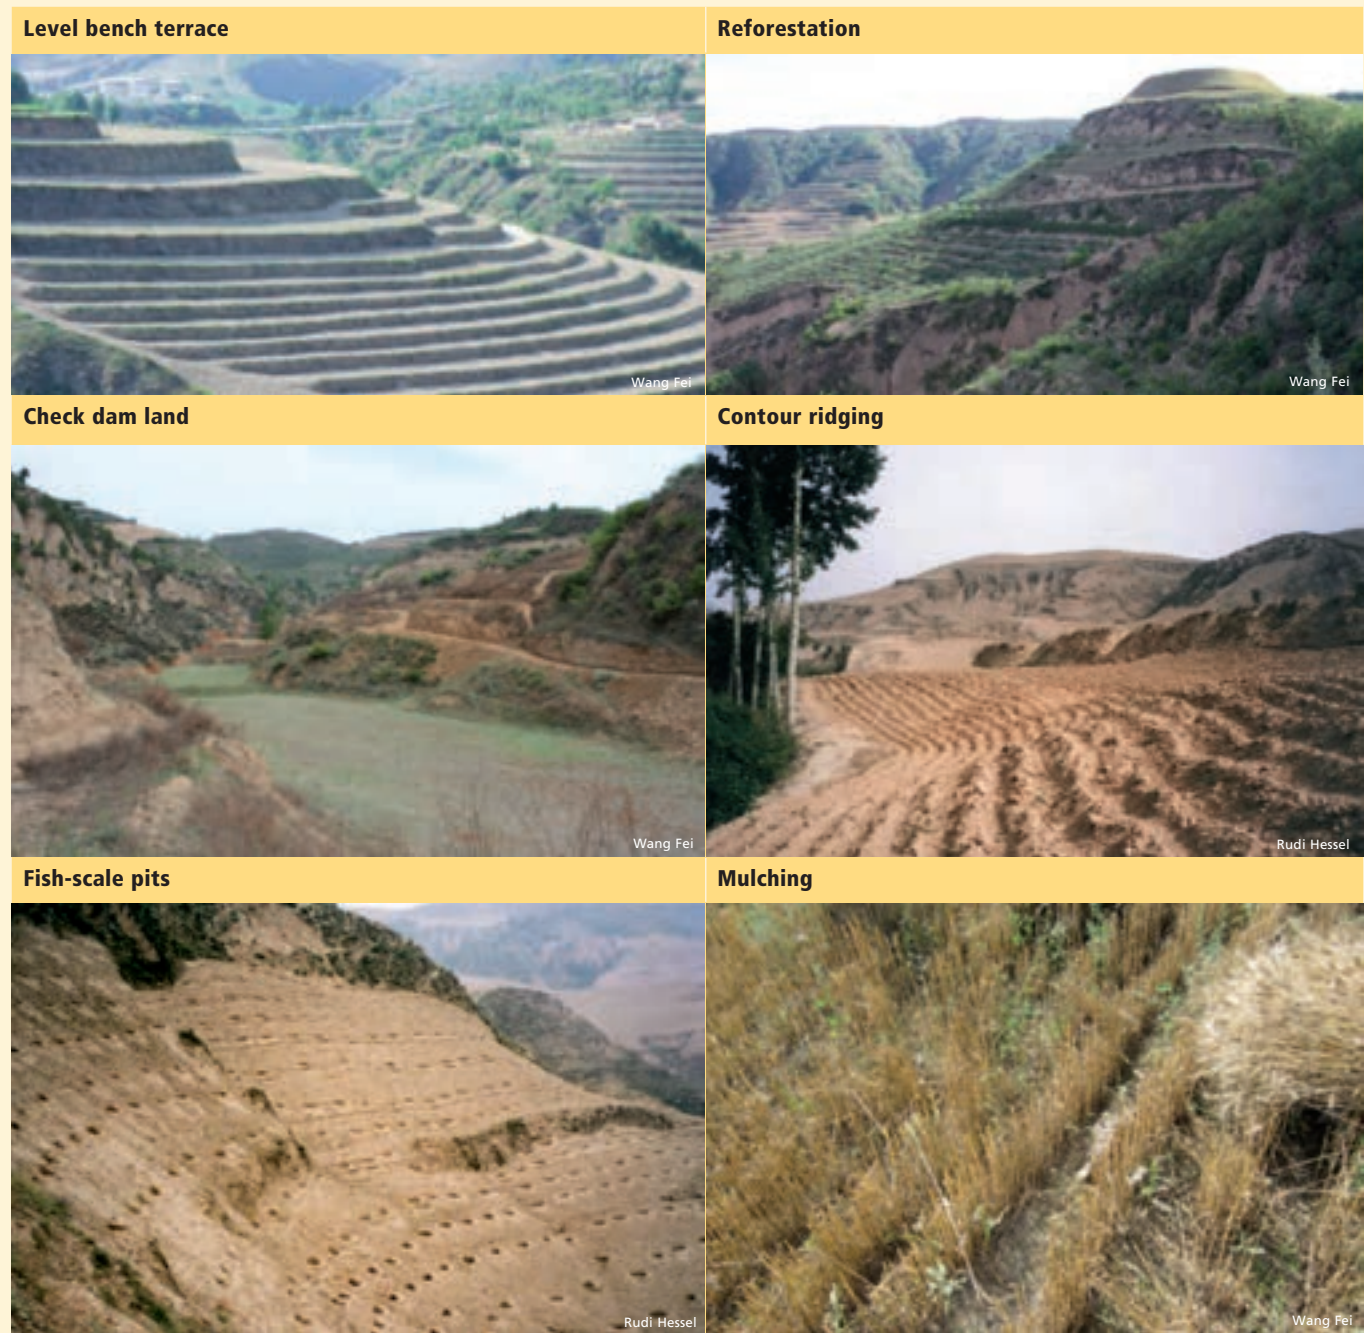 Level bench terrace
Reforestation
Wang Fei
Wang Fei
Check dam land
Contour ridging
Wang Fei
Rudi Hessel
Fish-scale pits
Mulching
Rudi Hessel
Wang Fei